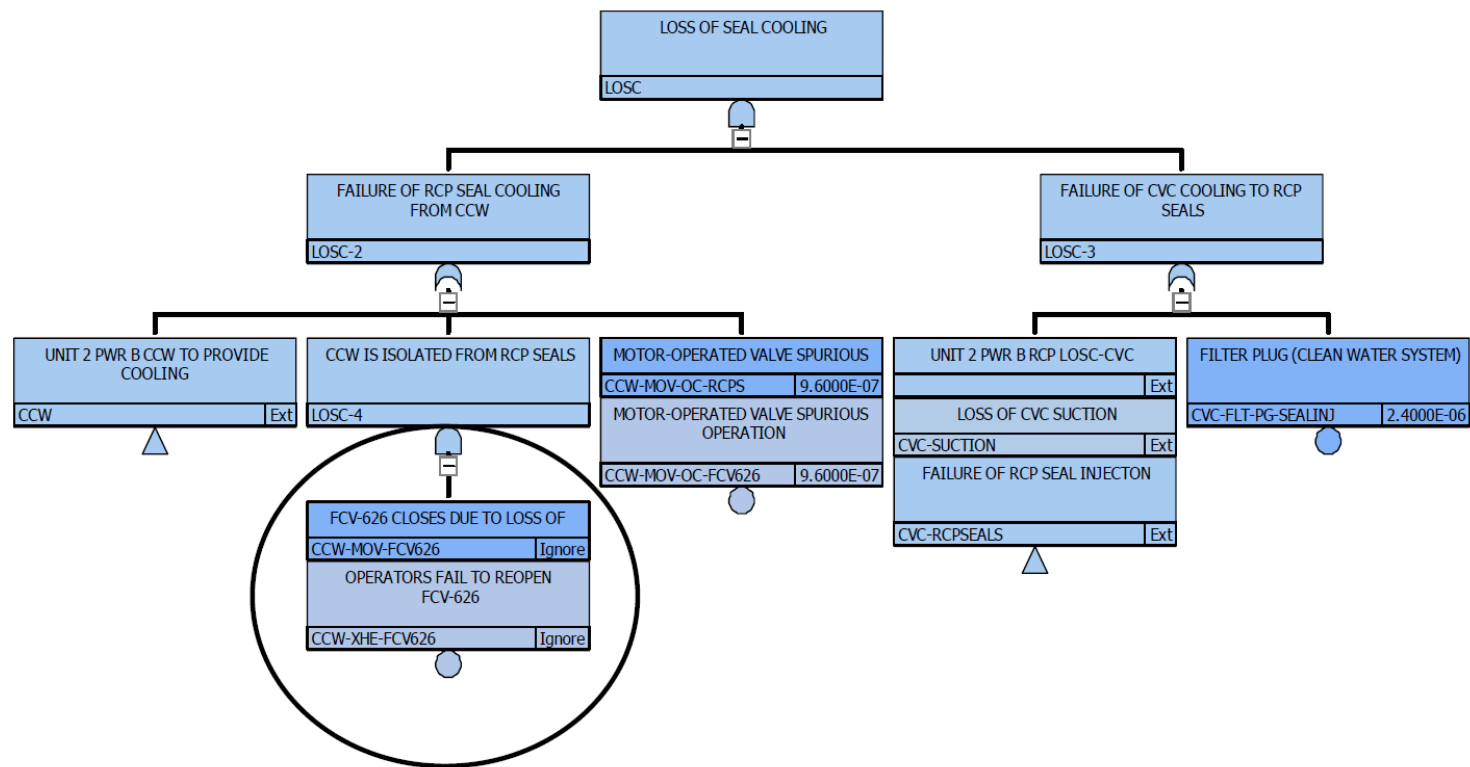 LOSS OF SEAL COOLING
LOSC
FAILURE OF RCP SEAL COOLING
FROM CCW
LOSC-2
FAILURE OF CVC COOLING TO RCP
SEALS
LOSC-3
UNIT 2 PWR B CCW TO PROVIDE
COOLING
CCW Ext
CCW IS ISOLATED FROM RCP SEALS
LOSC-4
MOTOR-OPERATED VALVE SPURIOUS
CCW-MOV-OC-RCPS 9.6000E-07
MOTOR-OPERATED VALVE SPURIOUS
OPERATION
CCW-MOV-OC-FCV626 9.6000E-07
UNIT 2 PWR B RCP LOSC-CVC
Ext
LOSS OF CVC SUCTION
CVC-SUCTION Ext
FAILURE OF RCP SEAL INJECTON
CVC-RCPSEALS Ext
FILTER PLUG (CLEAN WATER SYSTEM)
CVC-FLT-PG-SEALINJ 2.4000E-06
FCV-626 CLOSES DUE TO LOSS OF
CCW-MOV-FCV626 Ignore
OPERATORS FAIL TO REOPEN
FCV-626
CCW-XHE-FCV626 Ignore